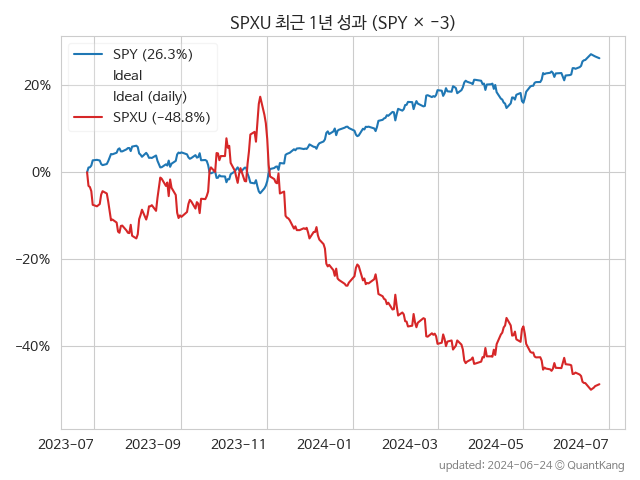 SPXU 최근 1년 성과 (SPY × −3)
SPY (26.3%)
Ideal
Ideal (daily)
SPXU (−48.8%)
20%
0%
−20%
−40%
2023-07 2023-09 2023-11 2024-01 2024-03 2024-05 2024-07
updated: 2024-06-24 © QuantKang